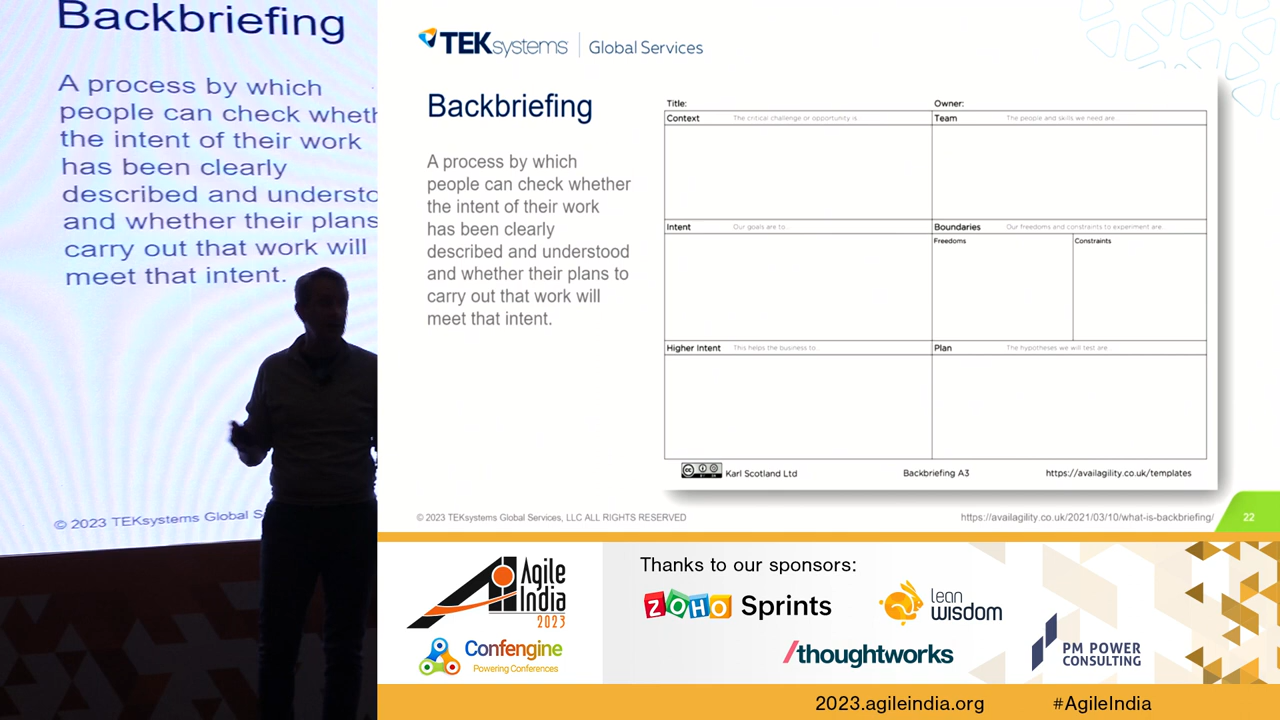 Backbriefing
A process by which
people can check wheth
the intent of their work
has been clearly
described and understo
and whether their plans
carry out that work will
meet that intent.
© 2023 TEKsystems Global S
TEKsystems Global Services
Backbriefing
A process by which
people can check whether
the intent of their work
has been clearly
described and understood
and whether their plans to
carry out that work will
meet that intent.
Title: Owner:
Context The critical challenge or opportunity is.. Team The people and skills we need are..
Intent Our goals are to.. Boundaries Our freedoms and constraints to experiment are..
Freedoms Constraints
Higher Intent This helps the business to.. Plan The hypotheses we will test are..
cc BY SA Karl Scotland Ltd Backbriefing A3 https://availagility.co.uk/templates
© 2023 TEKsystems Global Services, LLC ALL RIGHTS RESERVED https://availagility.co.uk/2021/03/10/what-is-backbriefing/ 22
Agile
India
2023
Confengine
Powering Conferences
Thanks to our sponsors:
ZOHO Sprints
lean
wisdom
/thoughtworks
PM POWER
CONSULTING
2023.agileindia.org #AgileIndia